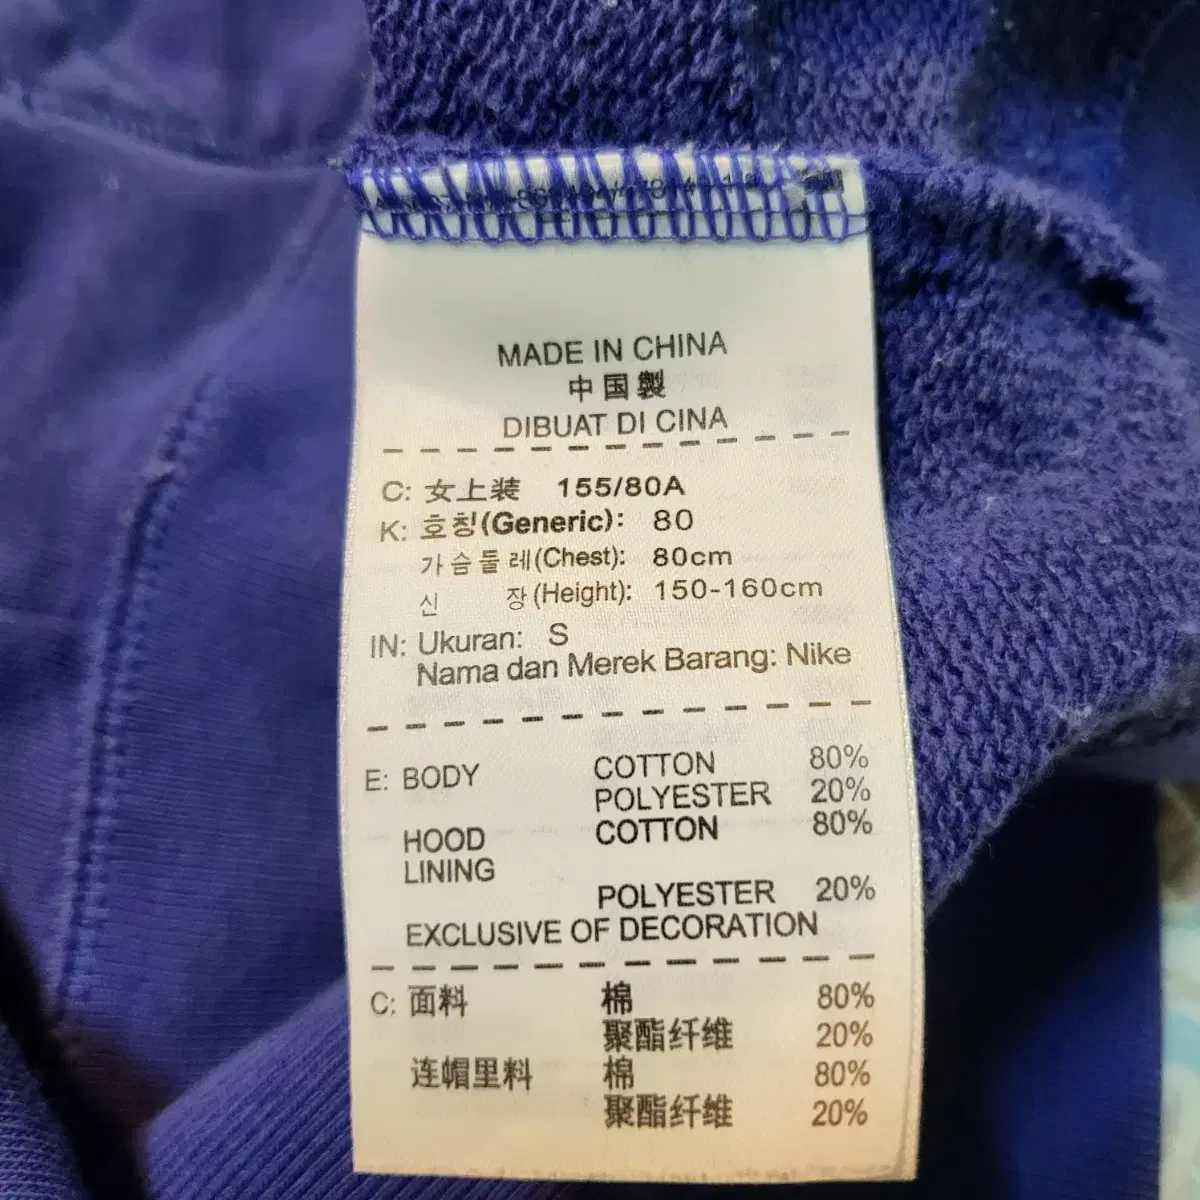 MADE IN CHINA
中国製
DIBUAT DI CINA
C: 女上装 155/80A
K: 호칭(Generic): 80
가슴둘레(Chest): 80cm
신 장(Height): 150-160cm
IN: Ukuran: S
Nama dan Merek Barang: Nike
E: BODY COTTON 80%
POLYESTER 20%
HOOD COTTON 80%
LINING
POLYESTER 20%
EXCLUSIVE OF DECORATION
C: 面料 棉 80%
聚酯纤维 20%
连帽里料 棉 80%
聚酯纤维 20%